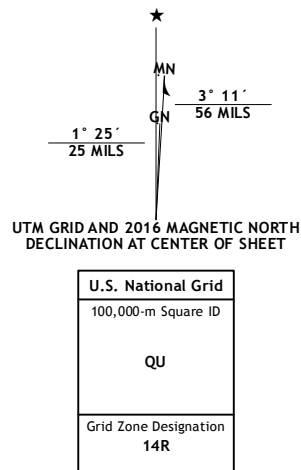 MN
GN
3° 11´
56 MILS
1° 25´
25 MILS
UTM GRID AND 2016 MAGNETIC NORTH
DECLINATION AT CENTER OF SHEET
U.S. National Grid
100,000-m Square ID
QU
Grid Zone Designation
14R